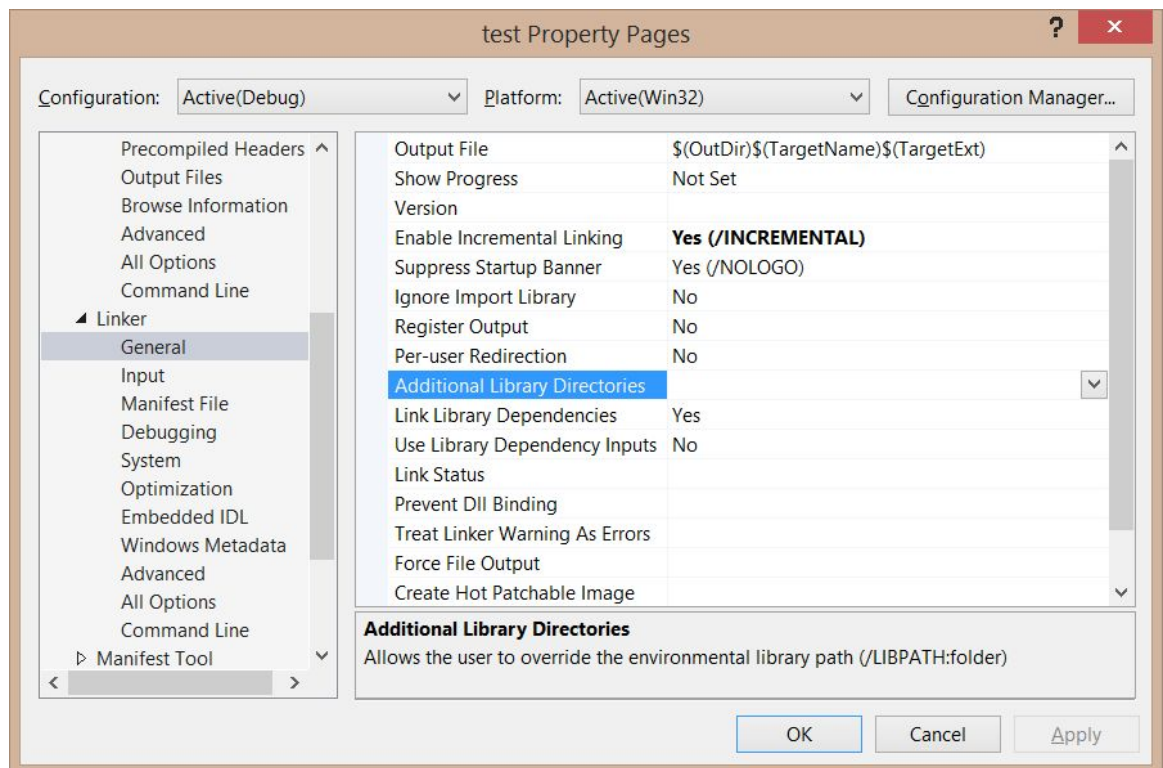 test Property Pages
?
Configuration: Active(Debug) Platform: Active(Win32) Configuration Manager...
Precompiled Headers
Output Files
Browse Information
Advanced
All Options
Command Line
Linker
General
Input
Manifest File
Debugging
System
Optimization
Embedded IDL
Windows Metadata
Advanced
All Options
Command Line
Manifest Tool
Output File $(OutDir)$(TargetName)$(TargetExt)
Show Progress Not Set
Version
Enable Incremental Linking Yes (/INCREMENTAL)
Suppress Startup Banner Yes (/NOLOGO)
Ignore Import Library No
Register Output No
Per-user Redirection No
Additional Library Directories
Link Library Dependencies Yes
Use Library Dependency Inputs No
Link Status
Prevent Dll Binding
Treat Linker Warning As Errors
Force File Output
Create Hot Patchable Image
Additional Library Directories
Allows the user to override the environmental library path (/LIBPATH:folder)
OK Cancel Apply